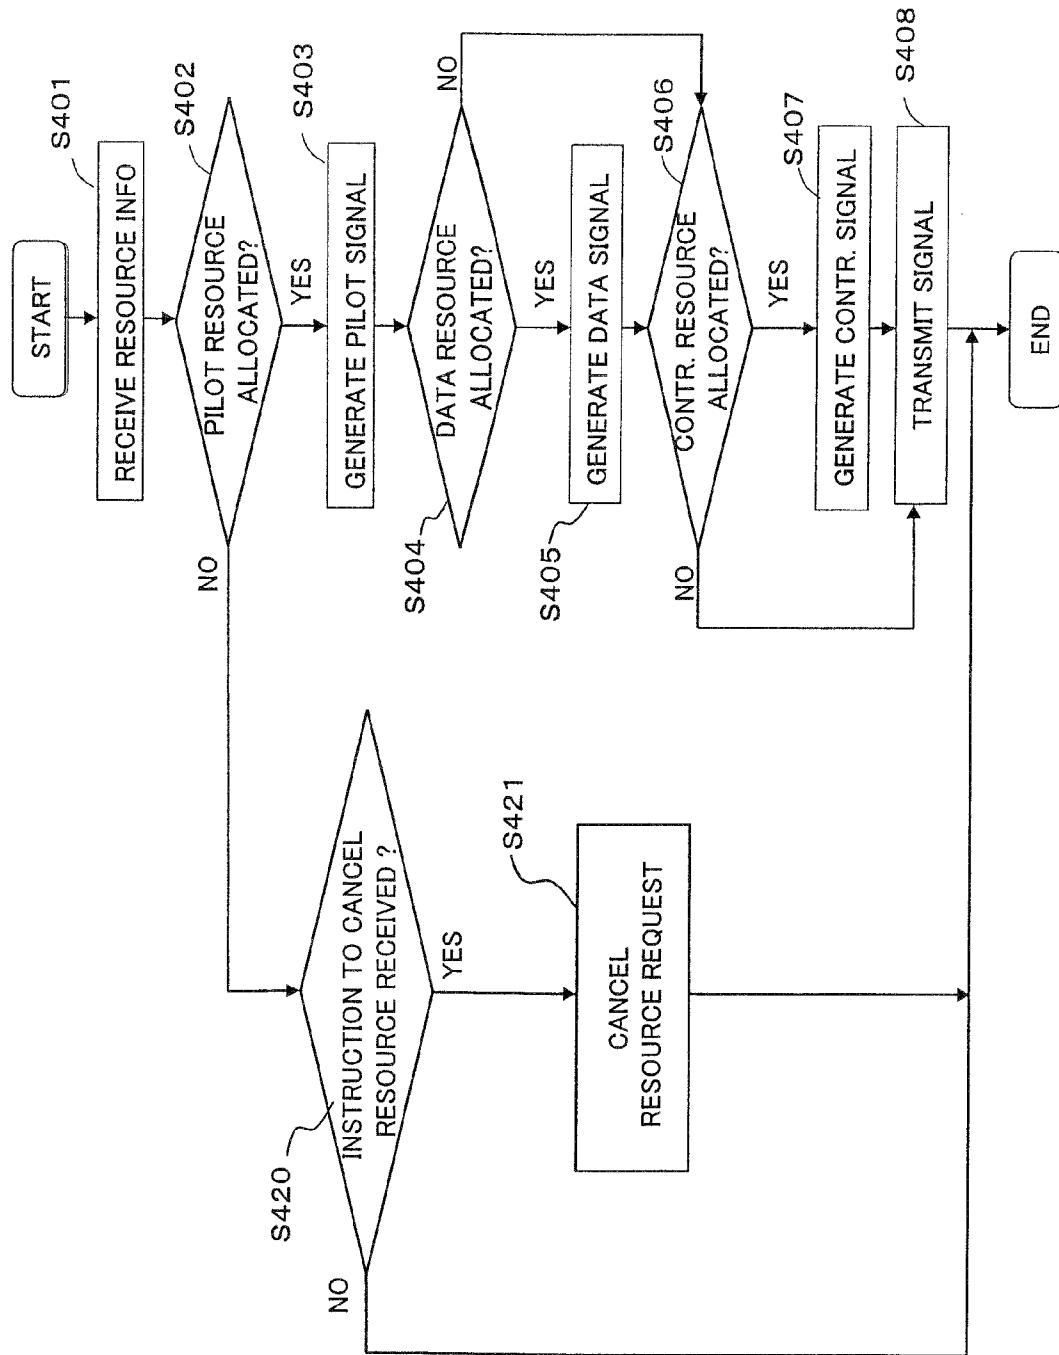 START
S401
RECEIVE RESOURCE INFO
S402
PILOT RESOURCE
ALLOCATED?
NO
YES
S403
GENERATE PILOT SIGNAL
S404
DATA RESOURCE
ALLOCATED?
NO
YES
S405
GENERATE DATA SIGNAL
S406
CONTR. RESOURCE
ALLOCATED?
NO
YES
S407
GENERATE CONTR. SIGNAL
S408
TRANSMIT SIGNAL
END
S420
INSTRUCTION TO CANCEL
RESOURCE RECEIVED ?
NO
YES
S421
CANCEL
RESOURCE REQUEST